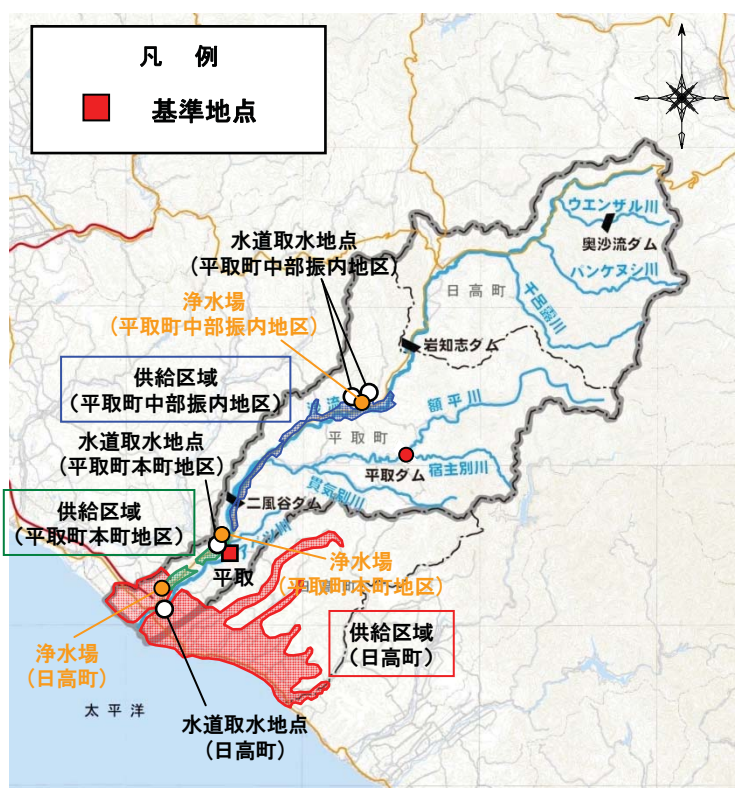 凡 例
基準地点
ウエンザル川
奥沙流ダム
パンケヌシ川
水道取水地点
(平取町中部振内地区)
日高町
千呂露川
浄水場
(平取町中部振内地区)
岩知志ダム
供給区域
(平取町中部振内地区)
額平川
平取町
水道取水地点
(平取町本町地区)
平取ダム
宿主別川
貫気別川
二風谷ダム
供給区域
(平取町本町地区)
平取
浄水場
(平取町本町地区)
供給区域
(日高町)
浄水場
(日高町)
太平洋
水道取水地点
(日高町)